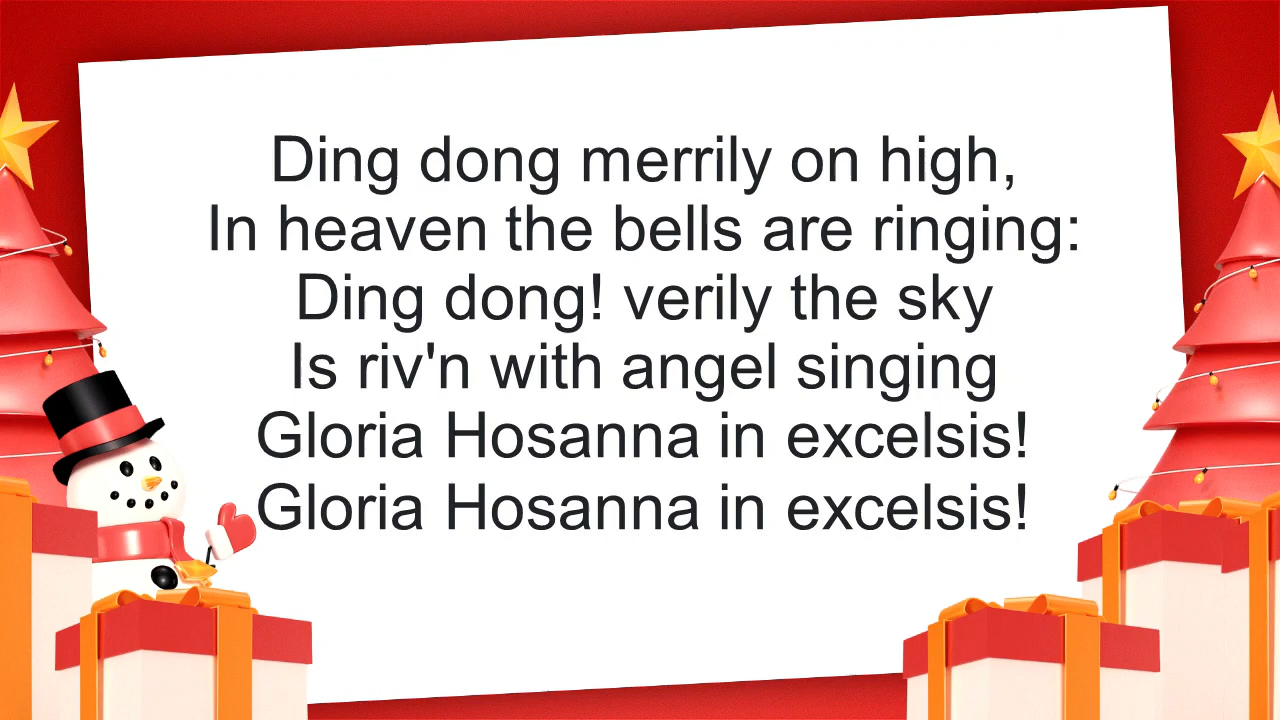 Ding dong merrily on high,
In heaven the bells are ringing:
Ding dong! verily the sky
Is riv'n with angel singing
Gloria Hosanna in excelsis!
Gloria Hosanna in excelsis!